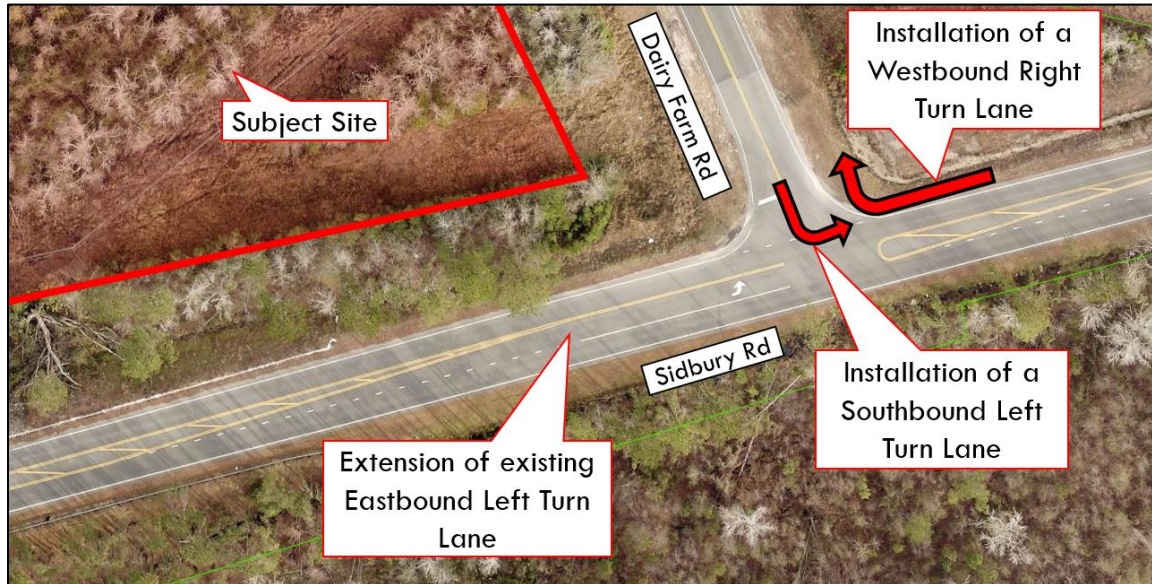 Subject Site
Dairy Farm Rd
Installation of a
Westbound Right
Turn Lane
Sidbury Rd
Extension of existing
Eastbound Left Turn
Lane
Installation of a
Southbound Left
Turn Lane